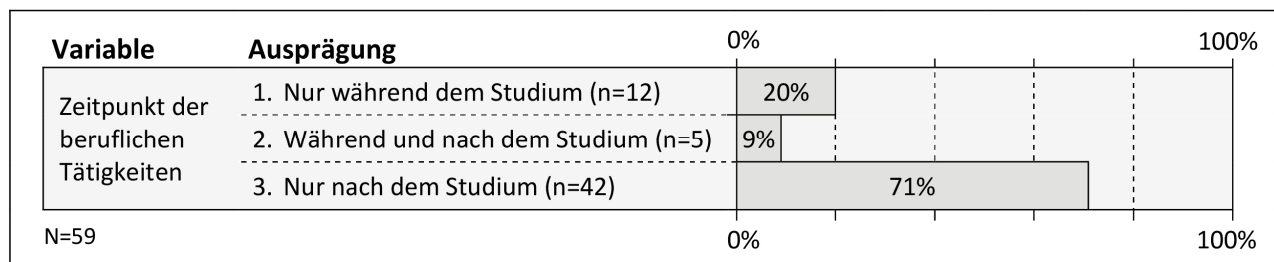 Variable Ausprägung 0% 100%
Zeitpunkt der
beruflichen
Tätigkeiten
1. Nur während dem Studium (n=12) 20%
2. Während und nach dem Studium (n=5) 9%
3. Nur nach dem Studium (n=42) 71%
N=59 0% 100%